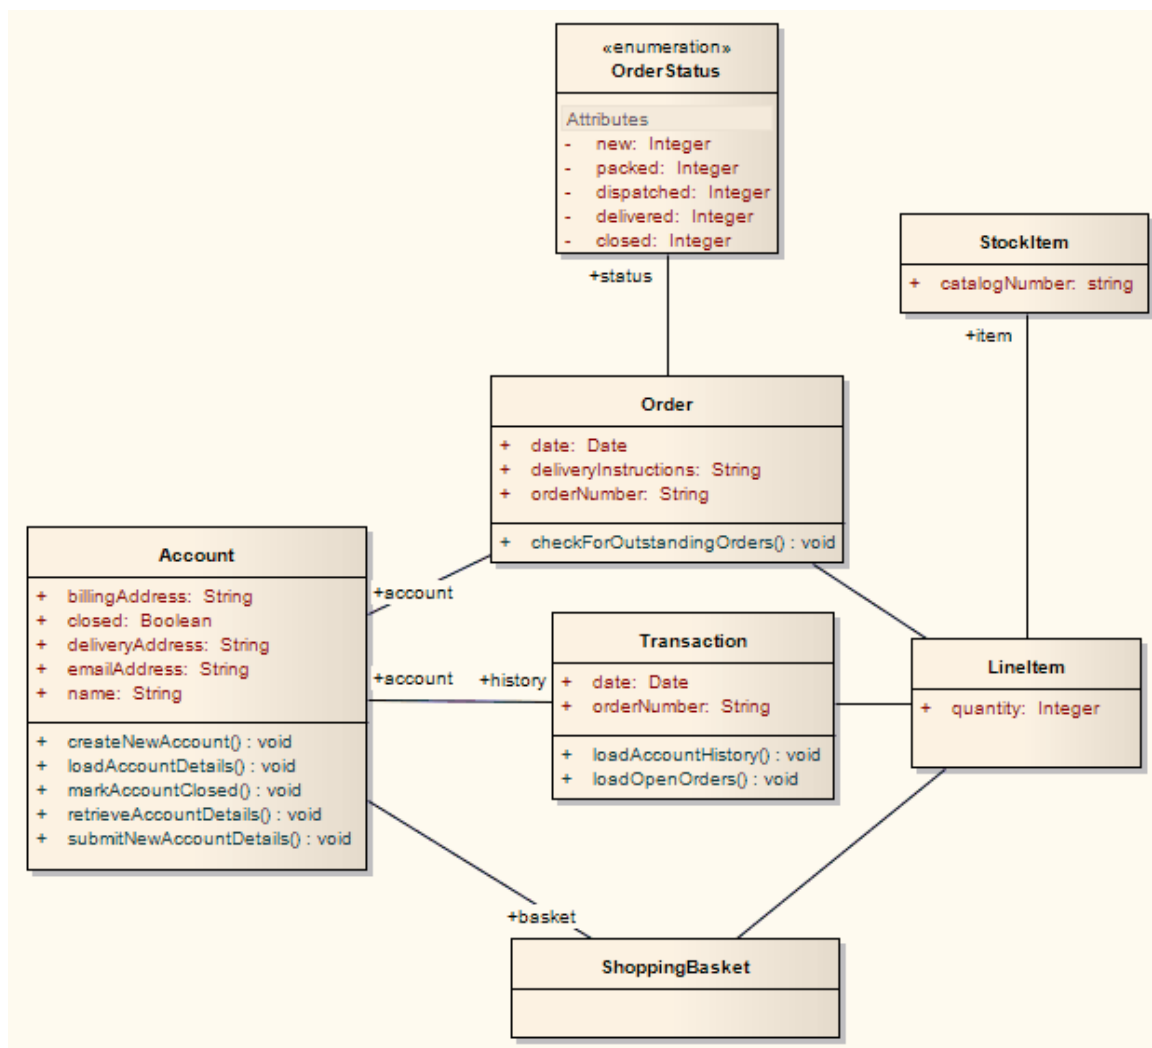 «enumeration»
OrderStatus
Attributes
- new: Integer
- packed: Integer
- dispatched: Integer
- delivered: Integer
- closed: Integer
+status
StockItem
+ catalogNumber: string
+item
Order
+ date: Date
+ deliveryInstructions: String
+ orderNumber: String
+ checkForOutstandingOrders() : void
Account
+ billingAddress: String
+ closed: Boolean
+ deliveryAddress: String
+ emailAddress: String
+ name: String
+ createNewAccount() : void
+ loadAccountDetails() : void
+ markAccountClosed() : void
+ retrieveAccountDetails() : void
+ submitNewAccountDetails() : void
+account
+account
+history
Transaction
+ date: Date
+ orderNumber: String
+ loadAccountHistory() : void
+ loadOpenOrders() : void
LineItem
+ quantity: Integer
+basket
ShoppingBasket